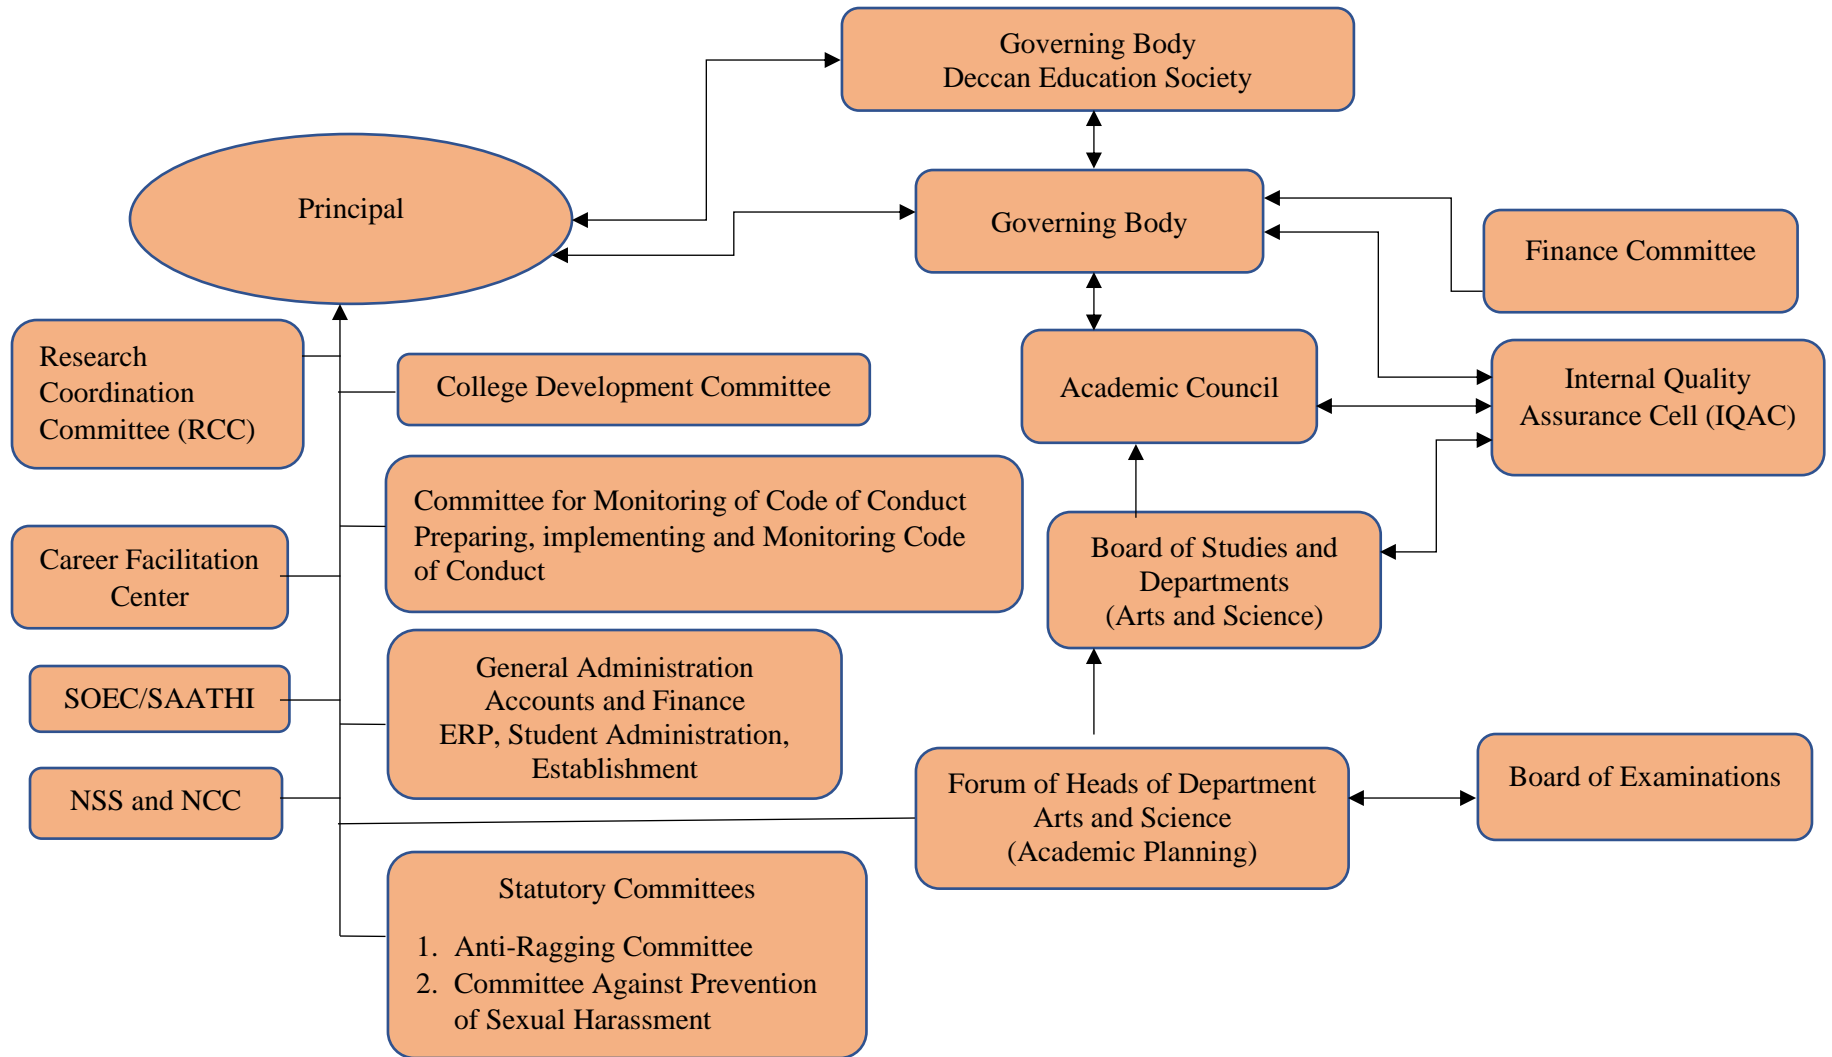 Governing Body
Deccan Education Society
Principal
Governing Body
Finance Committee
Research
Coordination
Committee (RCC)
College Development Committee
Academic Council
Internal Quality
Assurance Cell (IQAC)
Committee for Monitoring of Code of Conduct
Preparing, implementing and Monitoring Code
of Conduct
Career Facilitation
Center
Board of Studies and
Departments
(Arts and Science)
SOEC/SAATHI
General Administration
Accounts and Finance
ERP, Student Administration,
Establishment
NSS and NCC
Forum of Heads of Department
Arts and Science
(Academic Planning)
Board of Examinations
Statutory Committees
1. Anti-Ragging Committee
2. Committee Against Prevention
of Sexual Harassment